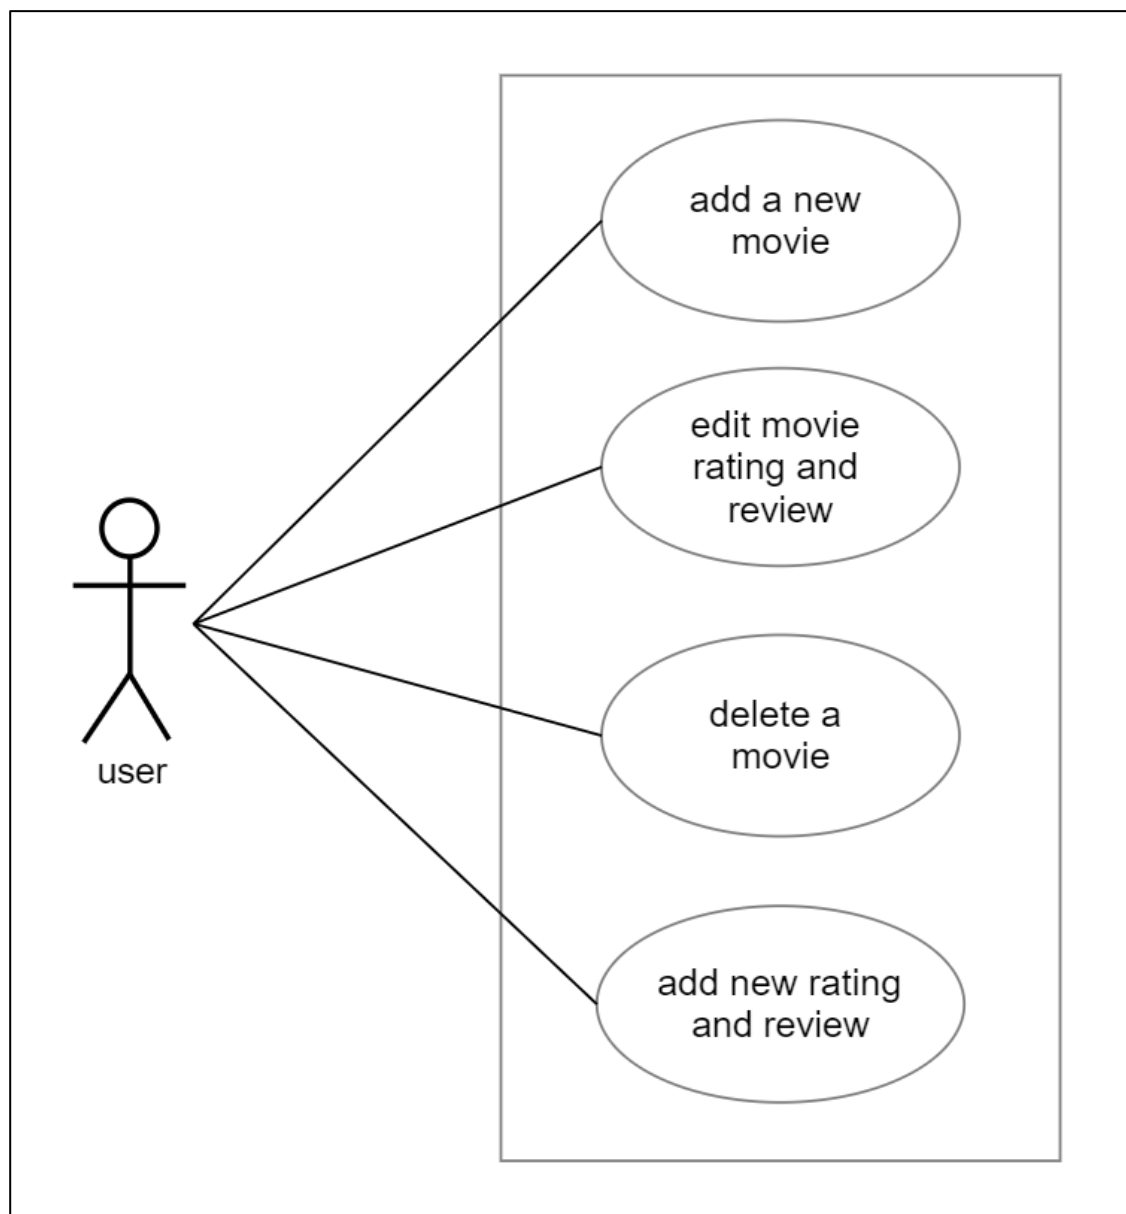 add a new
movie
edit movie
rating and
review
user
delete a
movie
add new rating
and review